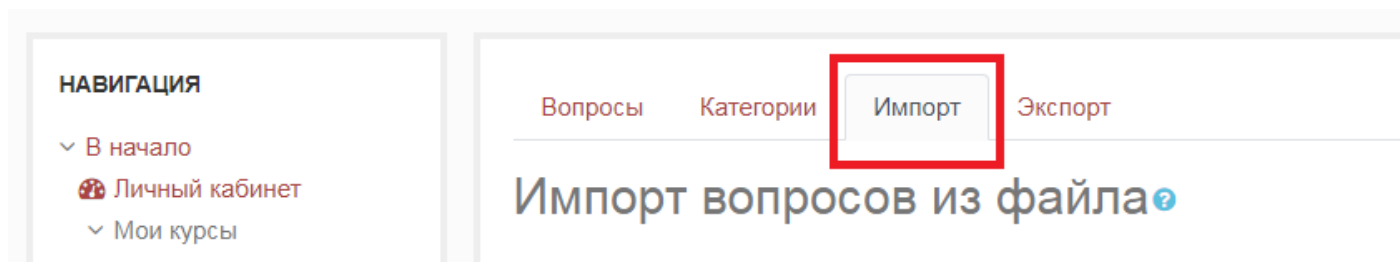 НАВИГАЦИЯ
В начало
Личный кабинет
Мои курсы
Вопросы Категории Импорт Экспорт
Импорт вопросов из файла